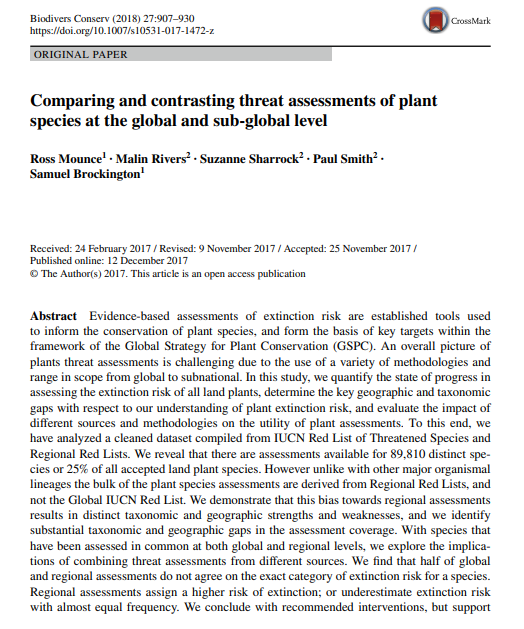 Biodivers Conserv (2018) 27:907–930
https://doi.org/10.1007/s10531-017-1472-z
CrossMark
ORIGINAL PAPER
Comparing and contrasting threat assessments of plant
species at the global and sub-global level
Ross Mounce1 · Malin Rivers2 · Suzanne Sharrock2 · Paul Smith2 ·
Samuel Brockington1
Received: 24 February 2017 / Revised: 9 November 2017 / Accepted: 25 November 2017 /
Published online: 12 December 2017
© The Author(s) 2017. This article is an open access publication
Abstract Evidence-based assessments of extinction risk are established tools used
to inform the conservation of plant species, and form the basis of key targets within the
framework of the Global Strategy for Plant Conservation (GSPC). An overall picture of
plants threat assessments is challenging due to the use of a variety of methodologies and
range in scope from global to subnational. In this study, we quantify the state of progress in
assessing the extinction risk of all land plants, determine the key geographic and taxonomic
gaps with respect to our understanding of plant extinction risk, and evaluate the impact of
different sources and methodologies on the utility of plant assessments. To this end, we
have analyzed a cleaned dataset compiled from IUCN Red List of Threatened Species and
Regional Red Lists. We reveal that there are assessments available for 89,810 distinct spe-
cies or 25% of all accepted land plant species. However unlike with other major organismal
lineages the bulk of the plant species assessments are derived from Regional Red Lists, and
not the Global IUCN Red List. We demonstrate that this bias towards regional assessments
results in distinct taxonomic and geographic strengths and weaknesses, and we identify
substantial taxonomic and geographic gaps in the assessment coverage. With species that
have been assessed in common at both global and regional levels, we explore the implica-
tions of combining threat assessments from different sources. We find that half of global
and regional assessments do not agree on the exact category of extinction risk for a species.
Regional assessments assign a higher risk of extinction; or underestimate extinction risk
with almost equal frequency. We conclude with recommended interventions, but support